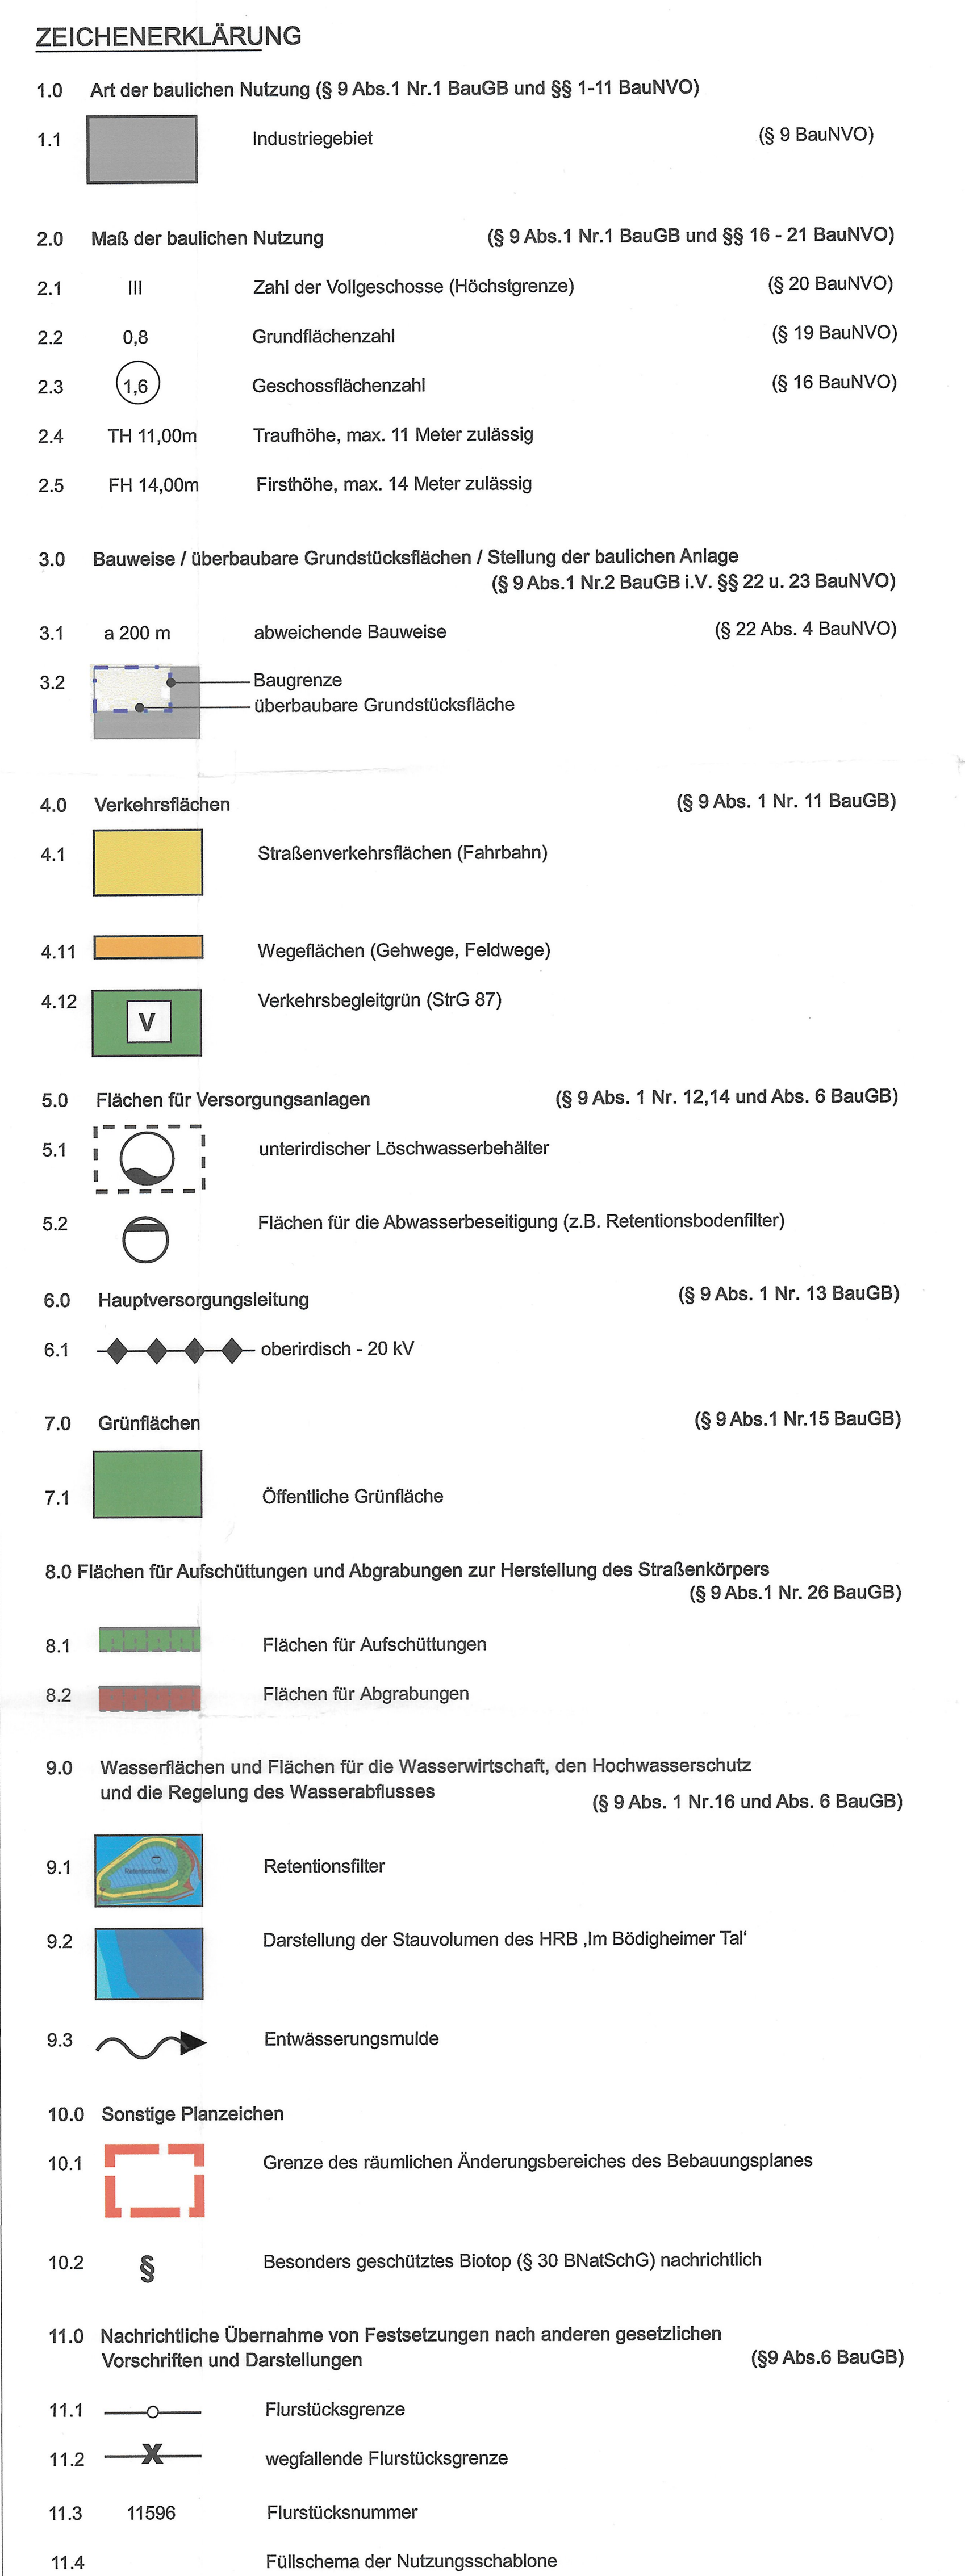 ZEICHENERKLÄRUNG
1.0 Art der baulichen Nutzung (§ 9 Abs.1 Nr.1 BauGB und §§ 1-11 BauNVO)
1.1 Industriegebiet (§ 9 BauNVO)
2.0 Maß der baulichen Nutzung (§ 9 Abs.1 Nr.1 BauGB und §§ 16 - 21 BauNVO)
2.1 III Zahl der Vollgeschosse (Höchstgrenze) (§ 20 BauNVO)
2.2 0,8 Grundflächenzahl (§ 19 BauNVO)
2.3 1,6 Geschossflächenzahl (§ 16 BauNVO)
2.4 TH 11,00m Traufhöhe, max. 11 Meter zulässig
2.5 FH 14,00m Firsthöhe, max. 14 Meter zulässig
3.0 Bauweise / überbaubare Grundstücksflächen / Stellung der baulichen Anlage
(§ 9 Abs.1 Nr.2 BauGB i.V. §§ 22 u. 23 BauNVO)
3.1 a 200 m abweichende Bauweise (§ 22 Abs. 4 BauNVO)
3.2 Baugrenze
überbaubare Grundstücksfläche
4.0 Verkehrsflächen (§ 9 Abs. 1 Nr. 11 BauGB)
4.1 Straßenverkehrsflächen (Fahrbahn)
4.11 Wegeflächen (Gehwege, Feldwege)
4.12 V Verkehrsbegleitgrün (StrG 87)
5.0 Flächen für Versorgungsanlagen (§ 9 Abs. 1 Nr. 12,14 und Abs. 6 BauGB)
5.1 unterirdischer Löschwasserbehälter
5.2 Flächen für die Abwasserbeseitigung (z.B. Retentionsbodenfilter)
6.0 Hauptversorgungsleitung (§ 9 Abs. 1 Nr. 13 BauGB)
6.1 oberirdisch - 20 kV
7.0 Grünflächen (§ 9 Abs.1 Nr.15 BauGB)
7.1 Öffentliche Grünfläche
8.0 Flächen für Aufschüttungen und Abgrabungen zur Herstellung des Straßenkörpers
(§ 9 Abs.1 Nr. 26 BauGB)
8.1 Flächen für Aufschüttungen
8.2 Flächen für Abgrabungen
9.0 Wasserflächen und Flächen für die Wasserwirtschaft, den Hochwasserschutz
und die Regelung des Wasserabflusses (§ 9 Abs. 1 Nr.16 und Abs. 6 BauGB)
9.1 Retentionsfilter Retentionsfilter
9.2 Darstellung der Stauvolumen des HRB ‚Im Bödigheimer Tal‘
9.3 Entwässerungsmulde
10.0 Sonstige Planzeichen
10.1 Grenze des räumlichen Änderungsbereiches des Bebauungsplanes
10.2 § Besonders geschütztes Biotop (§ 30 BNatSchG) nachrichtlich
11.0 Nachrichtliche Übernahme von Festsetzungen nach anderen gesetzlichen
Vorschriften und Darstellungen (§9 Abs.6 BauGB)
11.1 Flurstücksgrenze
11.2 wegfallende Flurstücksgrenze
11.3 11596 Flurstücksnummer
11.4 Füllschema der Nutzungsschablone